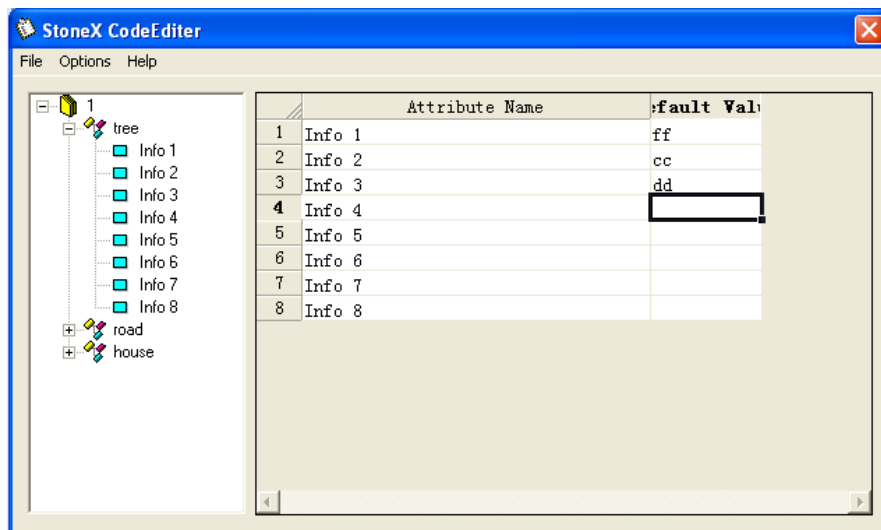 StoneX CodeEditer
File Options Help
1
tree
Info 1
Info 2
Info 3
Info 4
Info 5
Info 6
Info 7
Info 8
road
house
Attribute Name efault Valu
1 Info 1 ff
2 Info 2 cc
3 Info 3 dd
4 Info 4
5 Info 5
6 Info 6
7 Info 7
8 Info 8